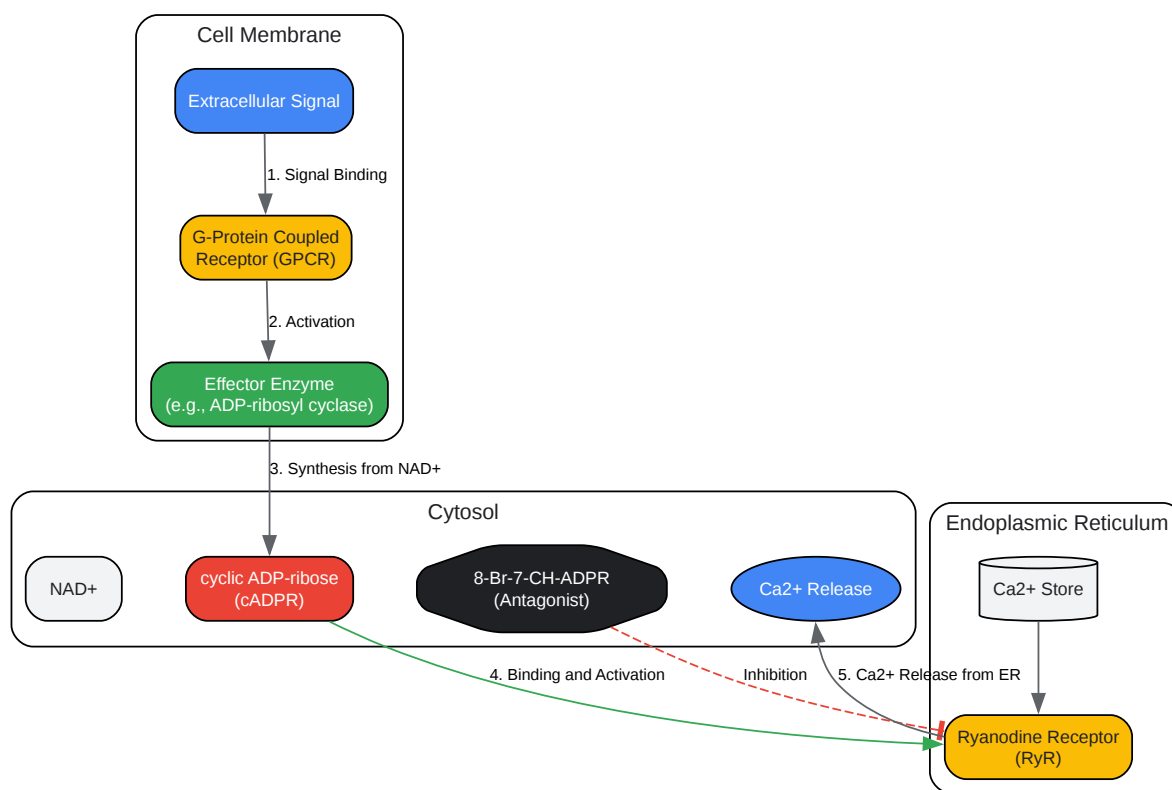 Cell Membrane
Extracellular Signal
1. Signal Binding
G-Protein Coupled
Receptor (GPCR)
2. Activation
Effector Enzyme
(e.g., ADP-ribosyl cyclase)
3. Synthesis from NAD+
Cytosol
Endoplasmic Reticulum
NAD+
cyclic ADP-ribose
(cADPR)
8-Br-7-CH-ADPR
(Antagonist)
Ca2+ Release
Ca2+ Store
4. Binding and Activation
Inhibition
5. Ca2+ Release from ER
Ryanodine Receptor
(RyR)